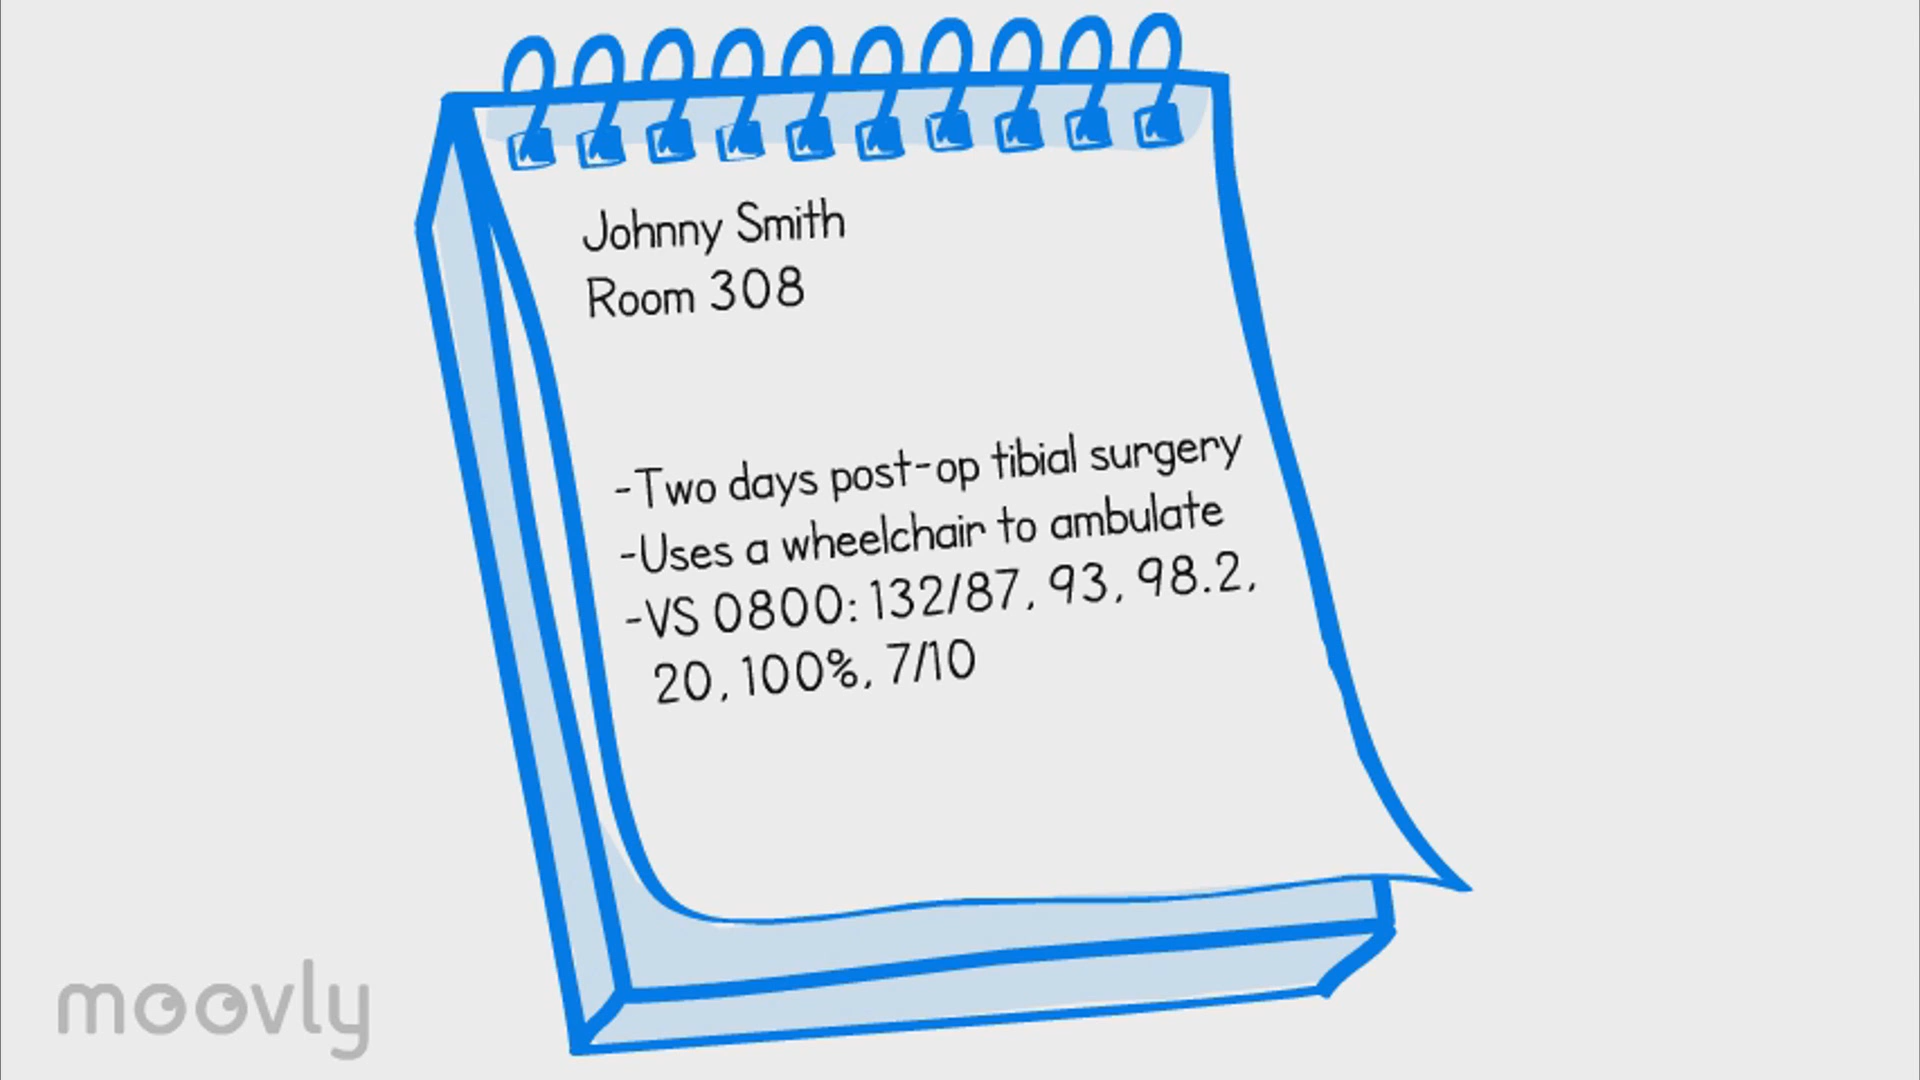 Johnny Smith
Room 308
-Two days post-op tibial surgery
-Uses a wheelchair to ambulate
-VS 0800: 132/87, 93, 98.2,
20, 100%, 7/10
moovly